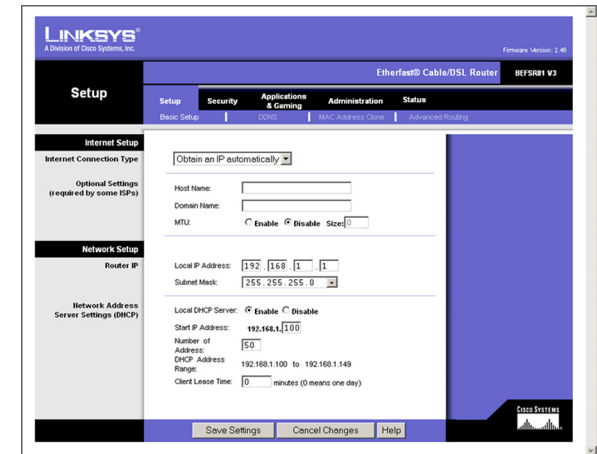 LINKSYS®
A Division of Cisco Systems, Inc.
Firmware Version: 2.45
Etherfast® Cable/DSL Router
BEFSR81 V3
Setup
Setup
Security
Applications
& Gaming
Administration
Status
Basic Setup
DDNS
MAC Address Clone
Advanced Routing
Internet Setup
Internet Connection Type
Obtain an IP automatically
Optional Settings
(required by some ISPs)
Host Name:
Domain Name:
MTU: Enable Disable Size: 0
Network Setup
Router IP
Local IP Address: 192 . 168 . 1 . 1
Subnet Mask: 255.255.255.0
Network Address
Server Settings (DHCP)
Local DHCP Server: Enable Disable
Start IP Address: 192.168.1. 100
Number of
Address: 50
DHCP Address
Range: 192.168.1.100 to 192.168.1.149
Client Lease Time: 0 minutes (0 means one day)
Save Settings
Cancel Changes
Help
CISCO SYSTEMS